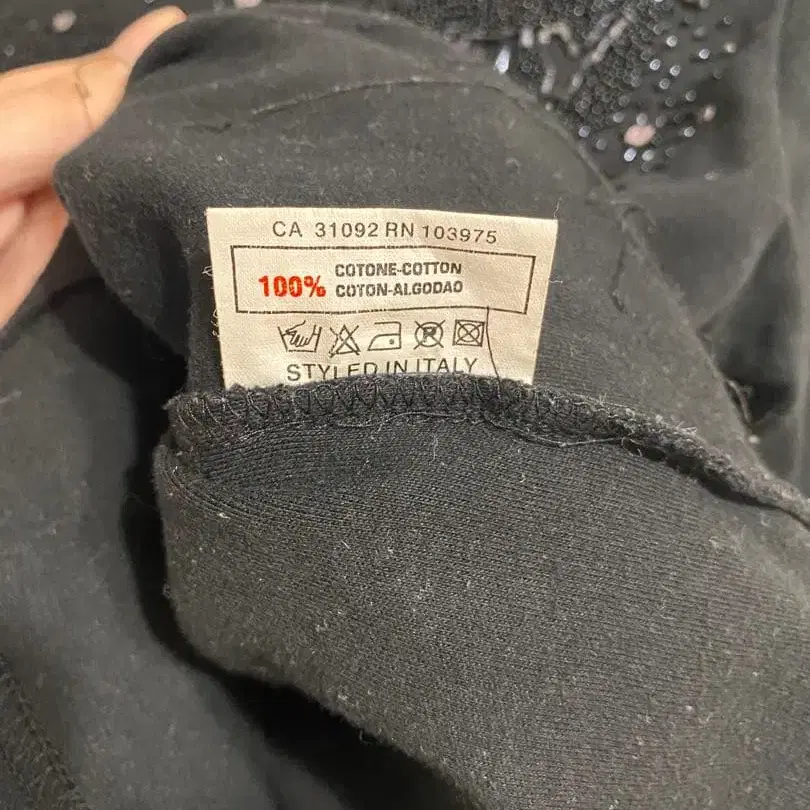 CA 31092 RN 103975
100% COTONE-COTTON
COTON-ALGODAO
STYLED IN ITALY